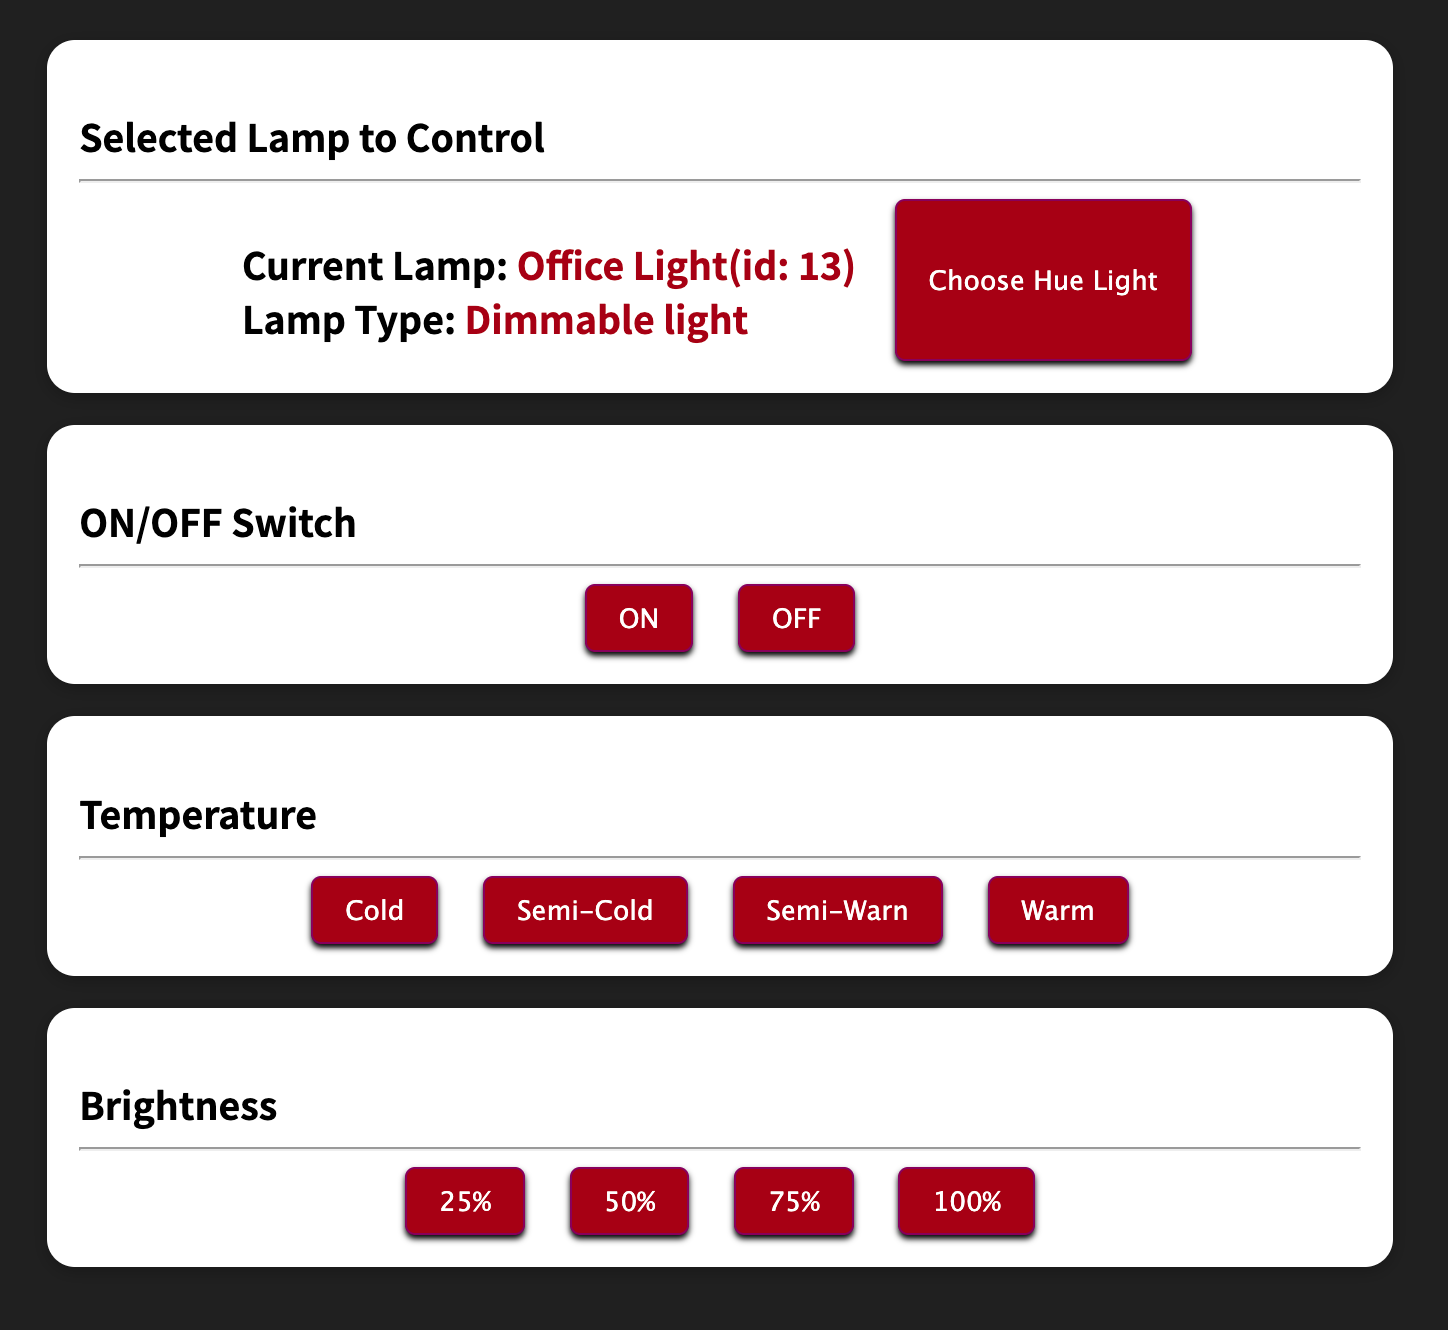 Selected Lamp to Control
Current Lamp: Office Light(id: 13)
Lamp Type: Dimmable light
Choose Hue Light
ON/OFF Switch
ON OFF
Temperature
Cold Semi-Cold Semi-Warn Warm
Brightness
25% 50% 75% 100%